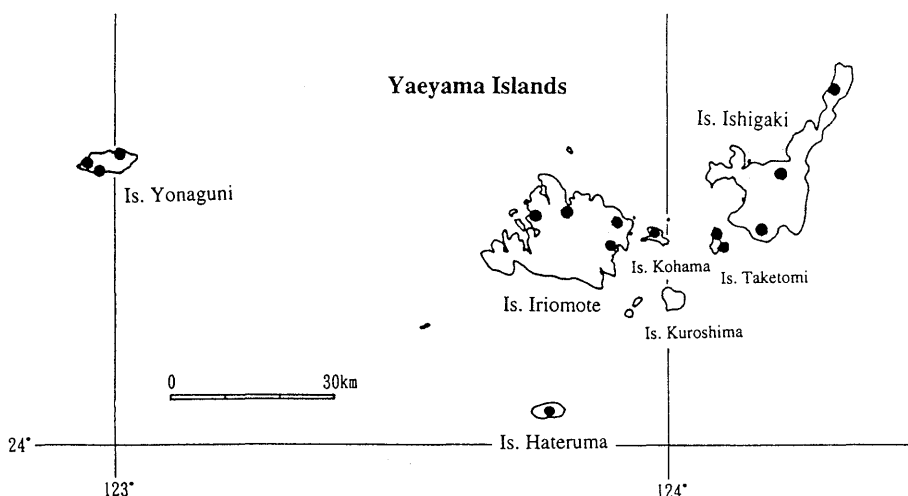 Yaeyama Islands
Is. Ishigaki
Is. Yonaguni
Is. Kohama
Is. Taketomi
Is. Iriomote
Is. Kuroshima
0 30km
24°
Is. Hateruma
123° 124°